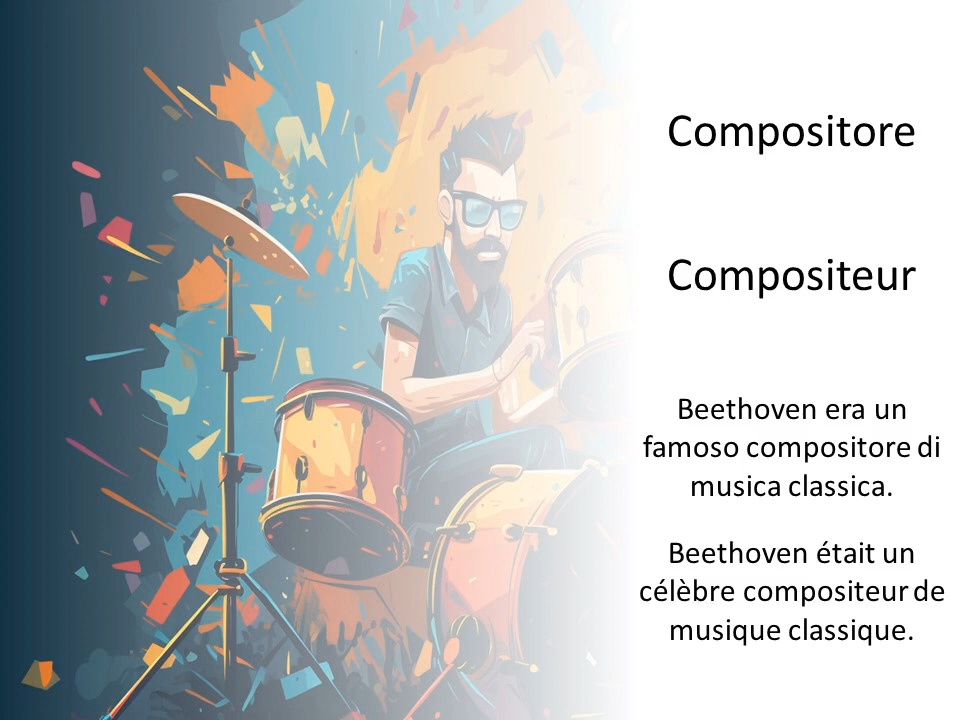 Compositore
Compositeur
Beethoven era un
famoso compositore di
musica classica.
Beethoven était un
célèbre compositeur de
musique classique.